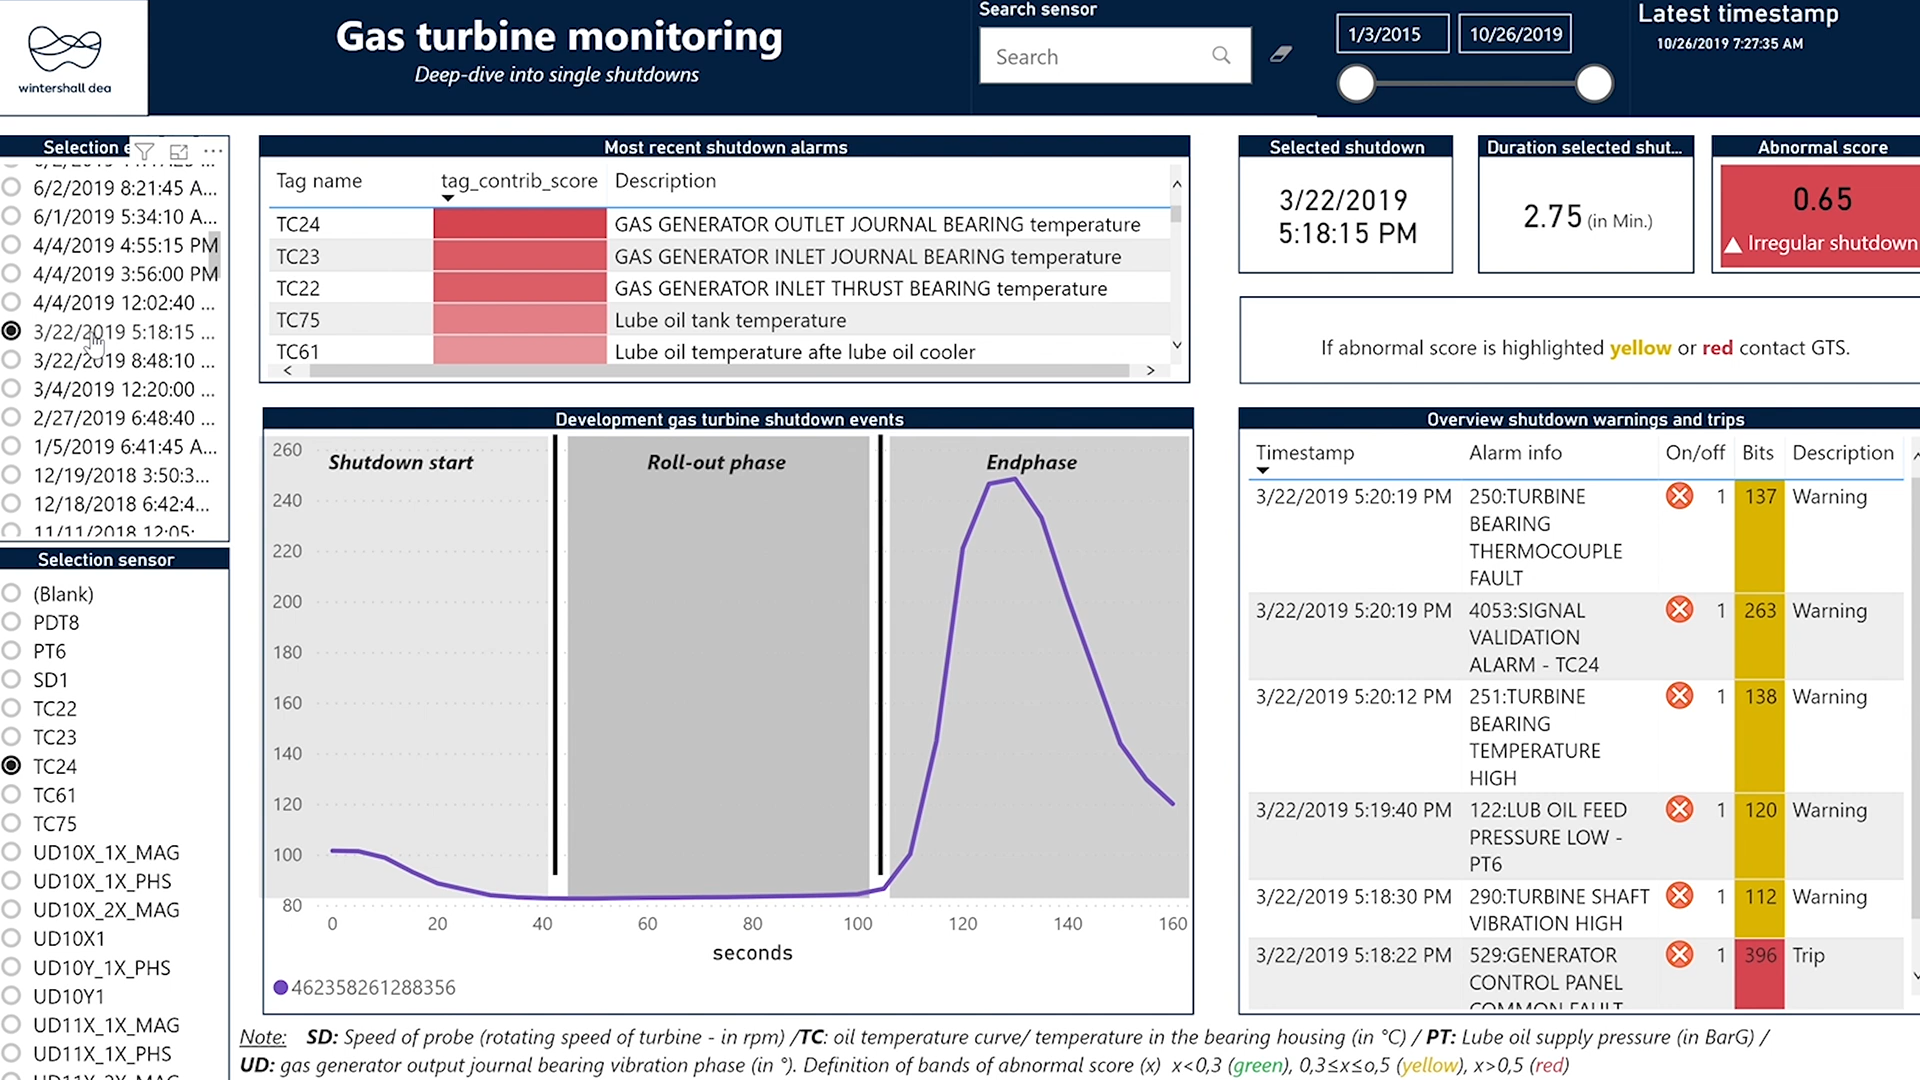 wintershall dea
Gas turbine monitoring
Deep-dive into single shutdowns
Search sensor
Search
1/3/2015
10/26/2019
Latest timestamp
10/26/2019 7:27:35 AM
Selection e
6/2/2019 8:21:45 A...
6/1/2019 5:34:10 A...
4/4/2019 4:55:15 PM
4/4/2019 3:56:00 PM
4/4/2019 12:02:40 ...
3/22/2019 5:18:15 ...
3/22/2019 8:48:10 ...
3/4/2019 12:20:00 ...
2/27/2019 6:48:40 ...
1/5/2019 6:41:45 A...
12/19/2018 3:50:3...
12/18/2018 6:42:4...
11/11/2018 12:05:
Selection sensor
(Blank)
PDT8
PT6
SD1
TC22
TC23
TC24
TC61
TC75
UD10X_1X_MAG
UD10X_1X_PHS
UD10X_2X_MAG
UD10X1
UD10Y_1X_PHS
UD10Y1
UD11X_1X_MAG
UD11X_1X_PHS
UD11X_2X_MAG
Most recent shutdown alarms
Tag name tag_contrib_score Description
TC24 GAS GENERATOR OUTLET JOURNAL BEARING temperature
TC23 GAS GENERATOR INLET JOURNAL BEARING temperature
TC22 GAS GENERATOR INLET THRUST BEARING temperature
TC75 Lube oil tank temperature
TC61 Lube oil temperature afte lube oil cooler
Selected shutdown
3/22/2019
5:18:15 PM
Duration selected shut...
2.75 (in Min.)
Abnormal score
0.65
Irregular shutdown
If abnormal score is highlighted yellow or red contact GTS.
Development gas turbine shutdown events
Shutdown start
Roll-out phase
Endphase
260
240
220
200
180
160
140
120
100
80
0 20 40 60 80 100 120 140 160
seconds
462358261288356
Overview shutdown warnings and trips
Timestamp Alarm info On/off Bits Description
3/22/2019 5:20:19 PM 250:TURBINE 1 137 Warning
BEARING
THERMOCOUPLE
FAULT
3/22/2019 5:20:19 PM 4053:SIGNAL 1 263 Warning
VALIDATION
ALARM - TC24
3/22/2019 5:20:12 PM 251:TURBINE 1 138 Warning
BEARING
TEMPERATURE
HIGH
3/22/2019 5:19:40 PM 122:LUB OIL FEED 1 120 Warning
PRESSURE LOW -
PT6
3/22/2019 5:18:30 PM 290:TURBINE SHAFT 1 112 Warning
VIBRATION HIGH
3/22/2019 5:18:22 PM 529:GENERATOR 1 396 Trip
CONTROL PANEL
COMMON FAULT
Note: SD: Speed of probe (rotating speed of turbine - in rpm) /TC: oil temperature curve/ temperature in the bearing housing (in °C) / PT: Lube oil supply pressure (in BarG) /
UD: gas generator output journal bearing vibration phase (in °). Definition of bands of abnormal score (x) x<0,3 (green), 0,3≤x≤o,5 (yellow), x>0,5 (red)